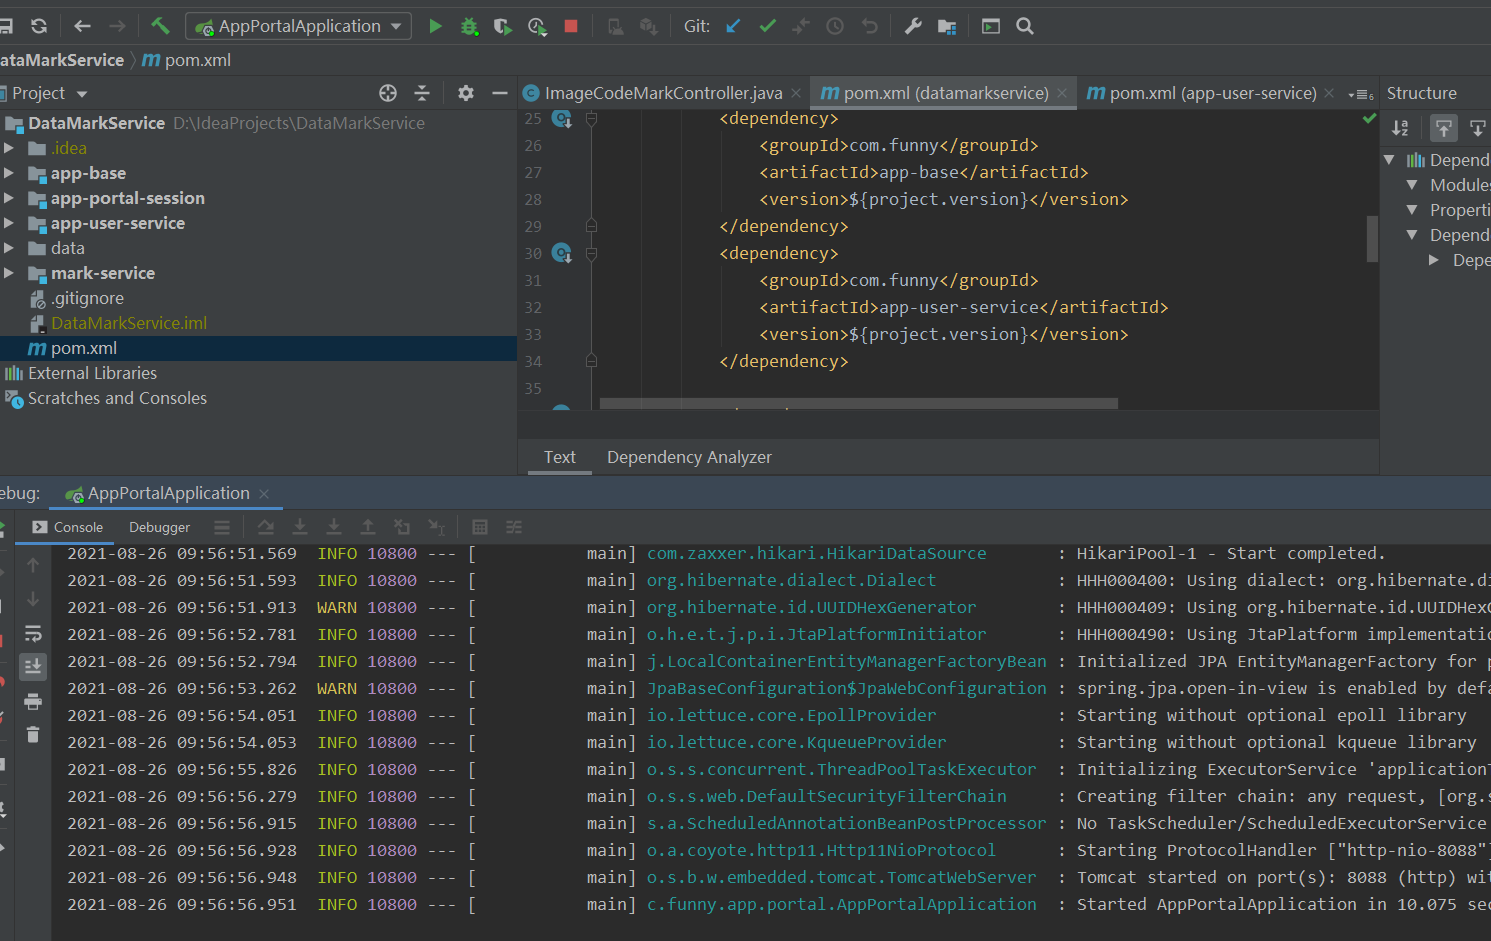 AppPortalApplication Git:
ataMarkService pom.xml
Project
ImageCodeMarkController.java pom.xml (datamarkservice) pom.xml (app-user-service) 6 Structure
DataMarkService D:\IdeaProjects\DataMarkService
.idea
app-base
app-portal-session
app-user-service
data
mark-service
.gitignore
DataMarkService.iml
pom.xml
External Libraries
Scratches and Consoles
25 <dependency>
26 <groupId>com.funny</groupId>
27 <artifactId>app-base</artifactId>
28 <version>${project.version}</version>
29 </dependency>
30 <dependency>
31 <groupId>com.funny</groupId>
32 <artifactId>app-user-service</artifactId>
33 <version>${project.version}</version>
34 </dependency>
35
Depend
Modules
Properti
Depend
Depe
Text Dependency Analyzer
ebug: AppPortalApplication
Console Debugger
2021-08-26 09:56:51.569 INFO 10800 --- [ main] com.zaxxer.hikari.HikariDataSource : HikariPool-1 - Start completed.
2021-08-26 09:56:51.593 INFO 10800 --- [ main] org.hibernate.dialect.Dialect : HHH000400: Using dialect: org.hibernate.di
2021-08-26 09:56:51.913 WARN 10800 --- [ main] org.hibernate.id.UUIDHexGenerator : HHH000409: Using org.hibernate.id.UUIDHexG
2021-08-26 09:56:52.781 INFO 10800 --- [ main] o.h.e.t.j.p.i.JtaPlatformInitiator : HHH000490: Using JtaPlatform implementatio
2021-08-26 09:56:52.794 INFO 10800 --- [ main] j.LocalContainerEntityManagerFactoryBean : Initialized JPA EntityManagerFactory for p
2021-08-26 09:56:53.262 WARN 10800 --- [ main] JpaBaseConfiguration$JpaWebConfiguration : spring.jpa.open-in-view is enabled by defa
2021-08-26 09:56:54.051 INFO 10800 --- [ main] io.lettuce.core.EpollProvider : Starting without optional epoll library
2021-08-26 09:56:54.053 INFO 10800 --- [ main] io.lettuce.core.KqueueProvider : Starting without optional kqueue library
2021-08-26 09:56:55.826 INFO 10800 --- [ main] o.s.s.concurrent.ThreadPoolTaskExecutor : Initializing ExecutorService 'applicationT
2021-08-26 09:56:56.279 INFO 10800 --- [ main] o.s.s.web.DefaultSecurityFilterChain : Creating filter chain: any request, [org.s
2021-08-26 09:56:56.915 INFO 10800 --- [ main] s.a.ScheduledAnnotationBeanPostProcessor : No TaskScheduler/ScheduledExecutorService
2021-08-26 09:56:56.928 INFO 10800 --- [ main] o.a.coyote.http11.Http11NioProtocol : Starting ProtocolHandler ["http-nio-8088"]
2021-08-26 09:56:56.948 INFO 10800 --- [ main] o.s.b.w.embedded.tomcat.TomcatWebServer : Tomcat started on port(s): 8088 (http) wit
2021-08-26 09:56:56.951 INFO 10800 --- [ main] c.funny.app.portal.AppPortalApplication : Started AppPortalApplication in 10.075 sec